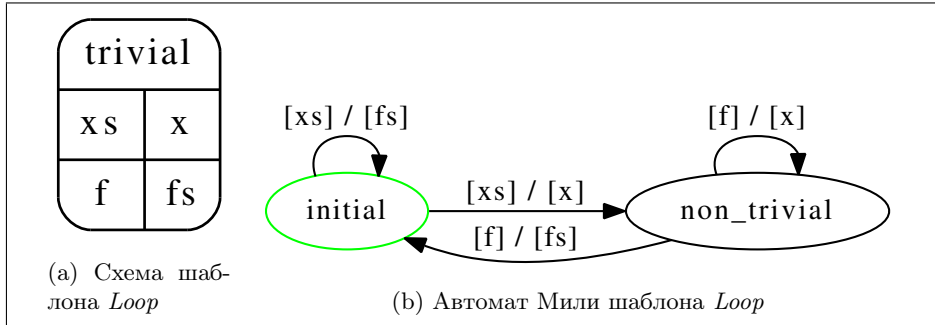 trivial
xs x
f fs
(a) Схема шаб-
лона Loop
[xs] / [fs]
[f] / [x]
initial
[xs] / [x]
non_trivial
[f] / [fs]
(b) Автомат Мили шаблона Loop